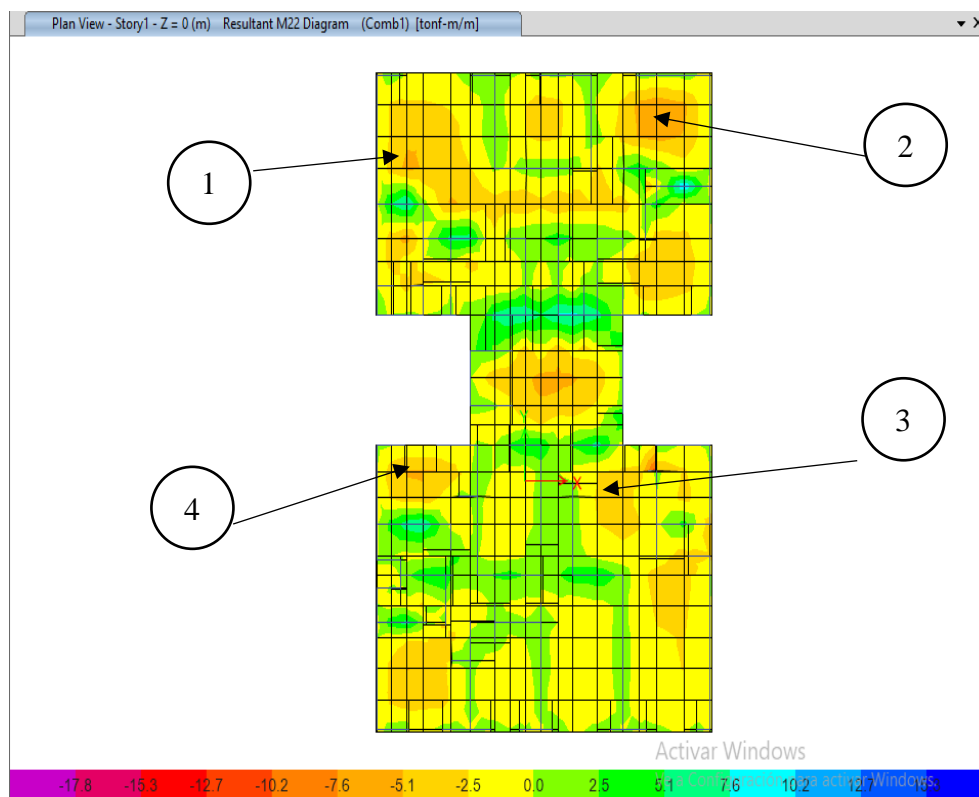 Plan View - Story1 - Z = 0 (m) Resultant M22 Diagram (Comb1) [tonf-m/m]
1
2
3
4
Y
X
Activar Windows
-17.8 -15.3 -12.7 -10.2 -7.6 -5.1 -2.5 0.0 2.5 5.1 7.6 10.2 12.7
activar Windows.